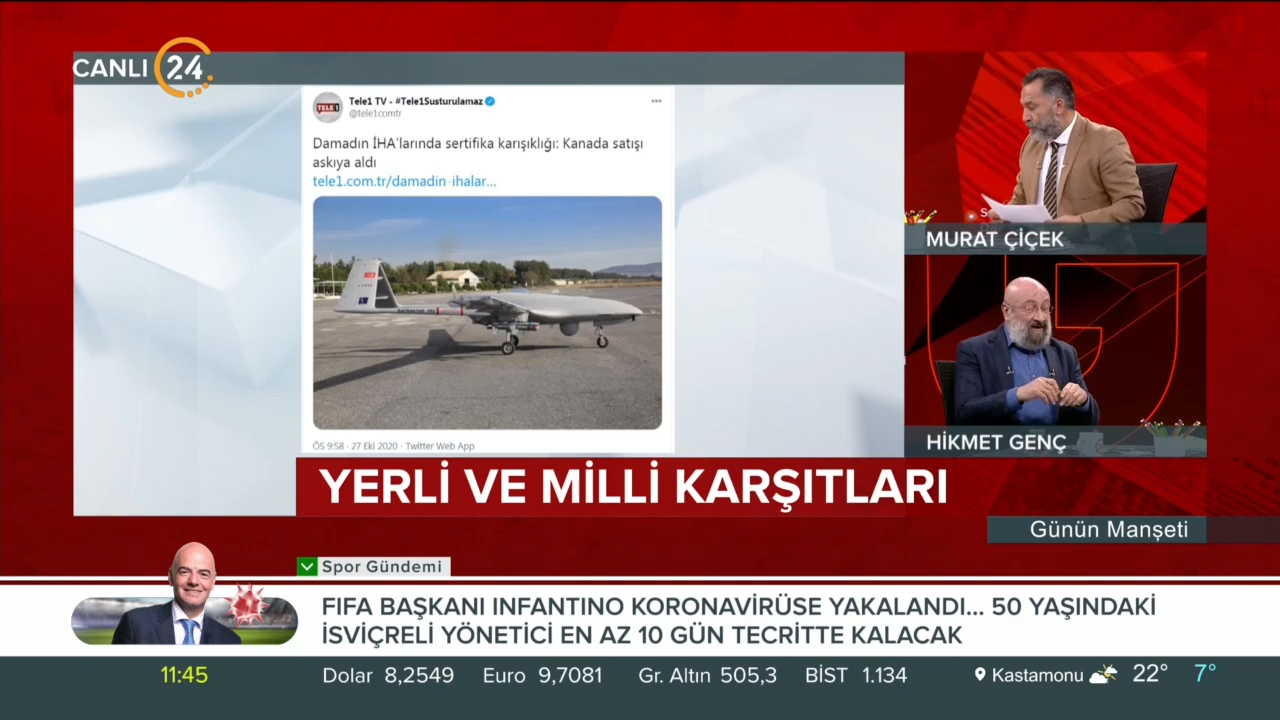 CANLI 24
Tele1 TV - #Tele1Susturulamaz
@tele1comtr
Damadın İHA'larında sertifika karışıklığı: Kanada satışı
askıya aldı
tele1.com.tr/damadin-ihalar...
ÖS 9:58 · 27 Eki 2020 · Twitter Web App
MURAT ÇİÇEK
HİKMET GENÇ
YERLİ VE MİLLİ KARŞITLARI
Günün Manşeti
Spor Gündemi
FIFA BAŞKANI INFANTINO KORONAVİRÜSE YAKALANDI... 50 YAŞINDAKİ
İSVİÇRELİ YÖNETİCİ EN AZ 10 GÜN TECRİTTE KALACAK
11:45 Dolar 8,2549 Euro 9,7081 Gr. Altın 505,3 BİST 1.134 Kastamonu 22° 7°